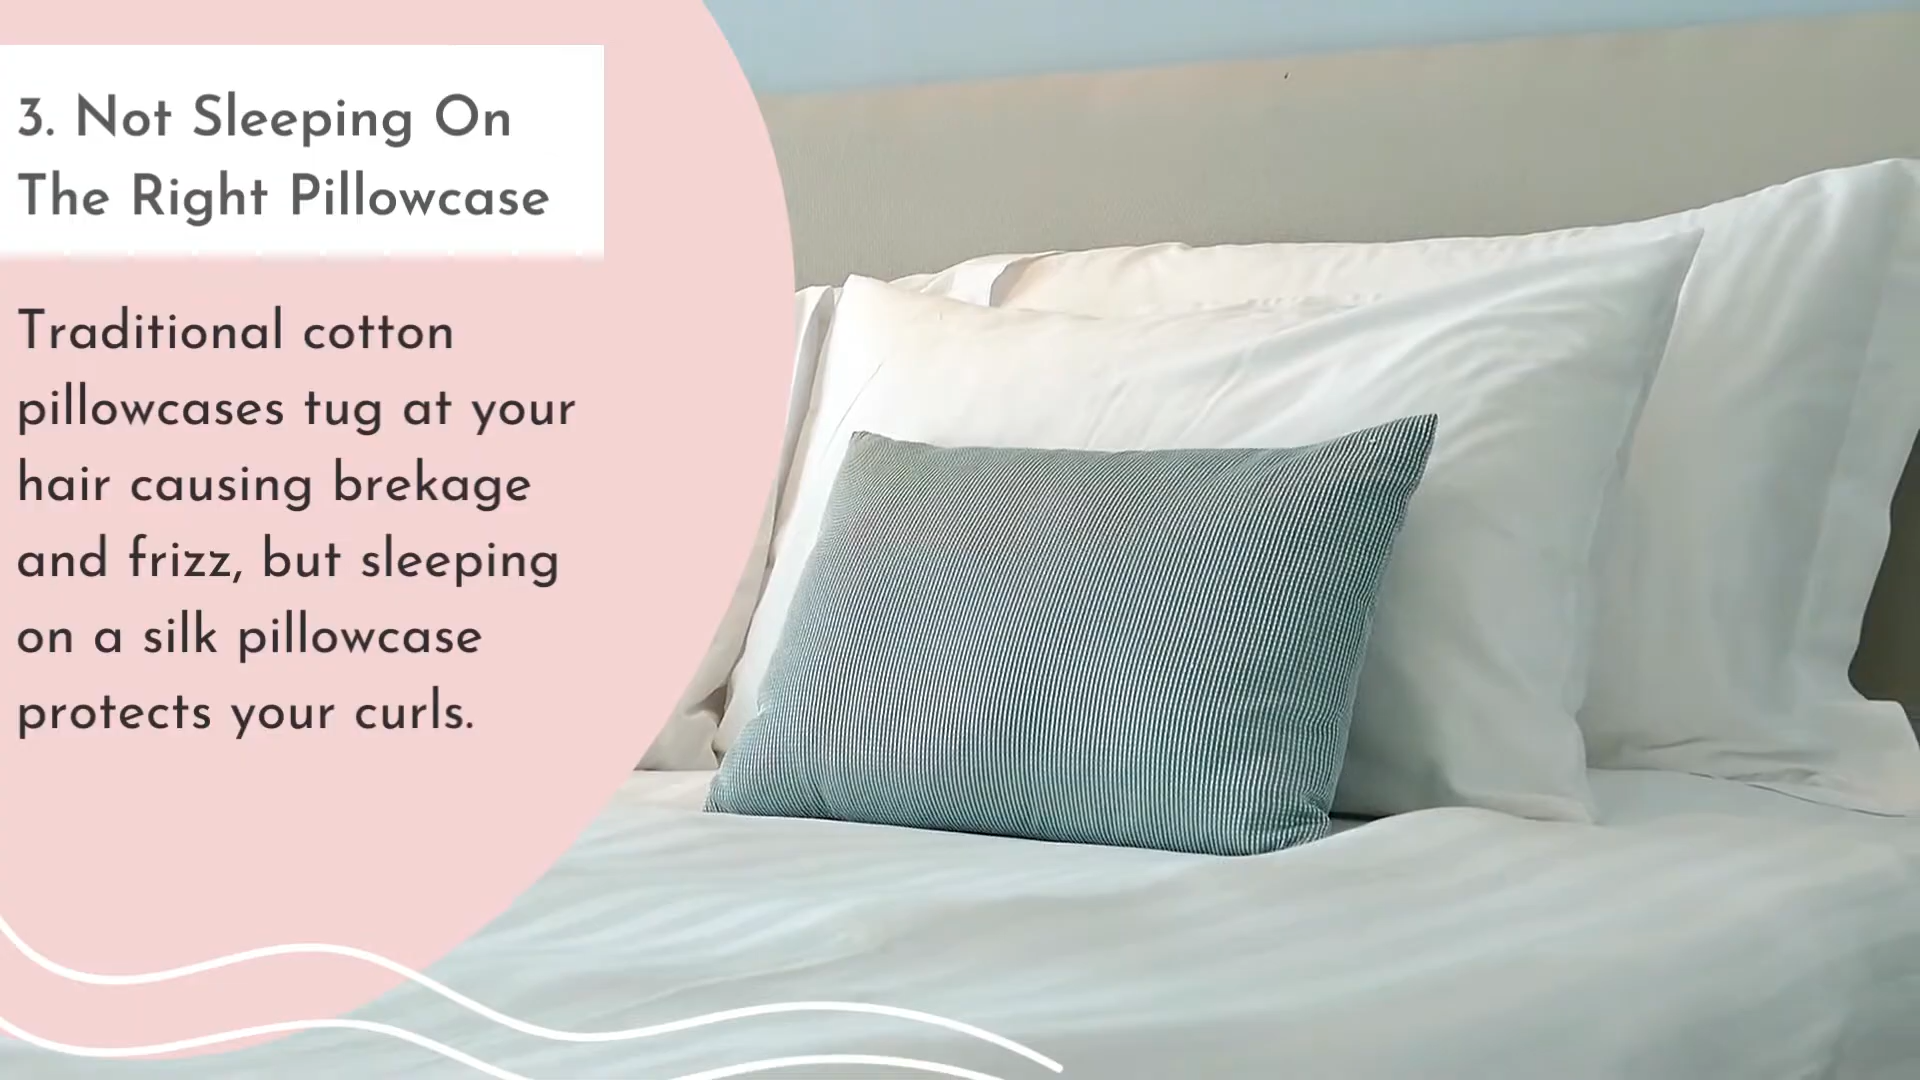 3. Not Sleeping On
The Right Pillowcase
Traditional cotton
pillowcases tug at your
hair causing brekage
and frizz, but sleeping
on a silk pillowcase
protects your curls.